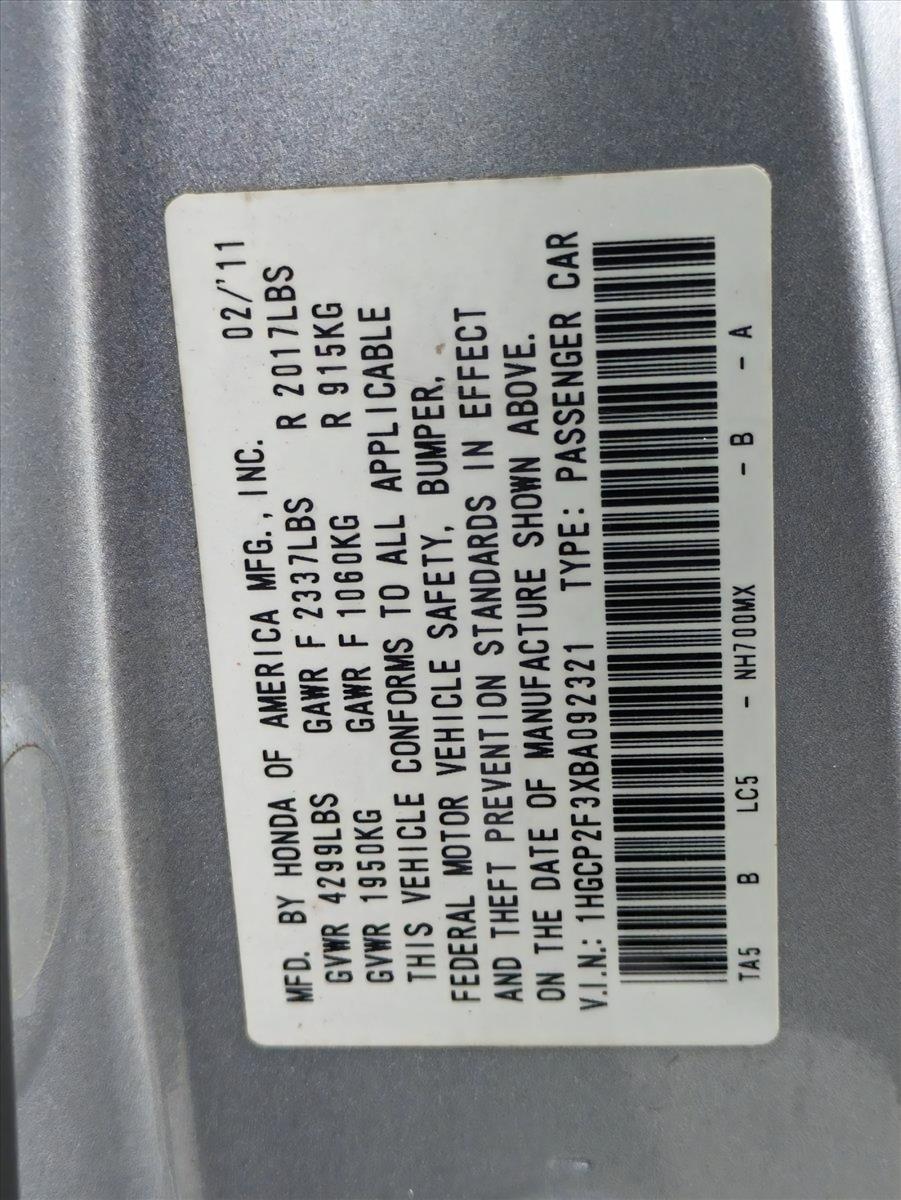 MFD. BY HONDA OF AMERICA MFG., INC. 02/'11
GVWR 4299LBS GAWR F 2337LBS R 2017LBS
GVWR 1950KG GAWR F 1060KG R 915KG
THIS VEHICLE CONFORMS TO ALL APPLICABLE
FEDERAL MOTOR VEHICLE SAFETY, BUMPER,
AND THEFT PREVENTION STANDARDS IN EFFECT
ON THE DATE OF MANUFACTURE SHOWN ABOVE.
V.I.N.: 1HGCP2F3XBA092321 TYPE: PASSENGER CAR
TA5 B LC5 - NH700MX - B - A